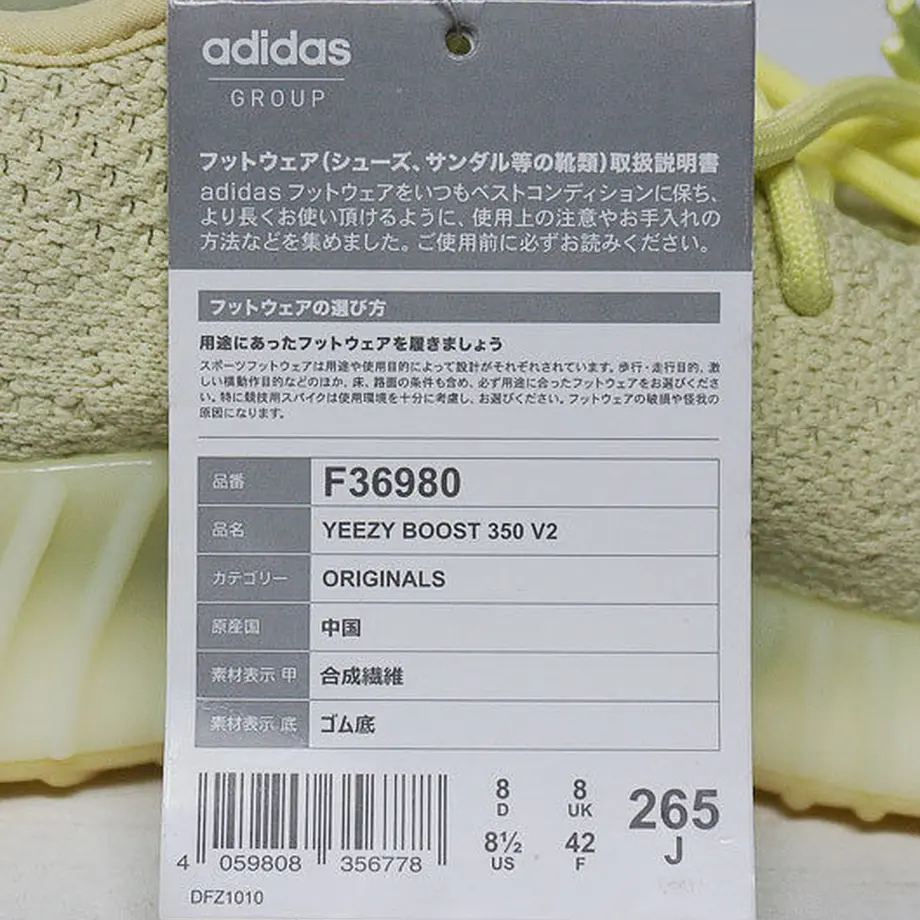 adidas
GROUP
フットウェア(シューズ、サンダル等の靴類)取扱説明書
adidas フットウェアをいつもベストコンディションに保ち、
より長くお使い頂けるように、使用上の注意やお手入れの
方法などを集めました。ご使用前に必ずお読みください。
フットウェアの選び方
用途にあったフットウェアを履きましょう
スポーツフットウェアは用途や使用目的によって設計がそれぞれされています。歩行・走行目的、激
しい横動作目的などのほか、床、路面の条件も含め、必ず用途に合ったフットウェアをお選びくださ
い。特に競技用スパイクは使用環境を十分に考慮し、お選びください。フットウェアの破損や怪我の
原因になります。
品番 F36980
品名 YEEZY BOOST 350 V2
カテゴリー ORIGINALS
原産国 中国
素材表示 甲 合成繊維
素材表示 底 ゴム底
8 8 265
D UK J
8½ 42
US F
4 059808 356778
DFZ1010